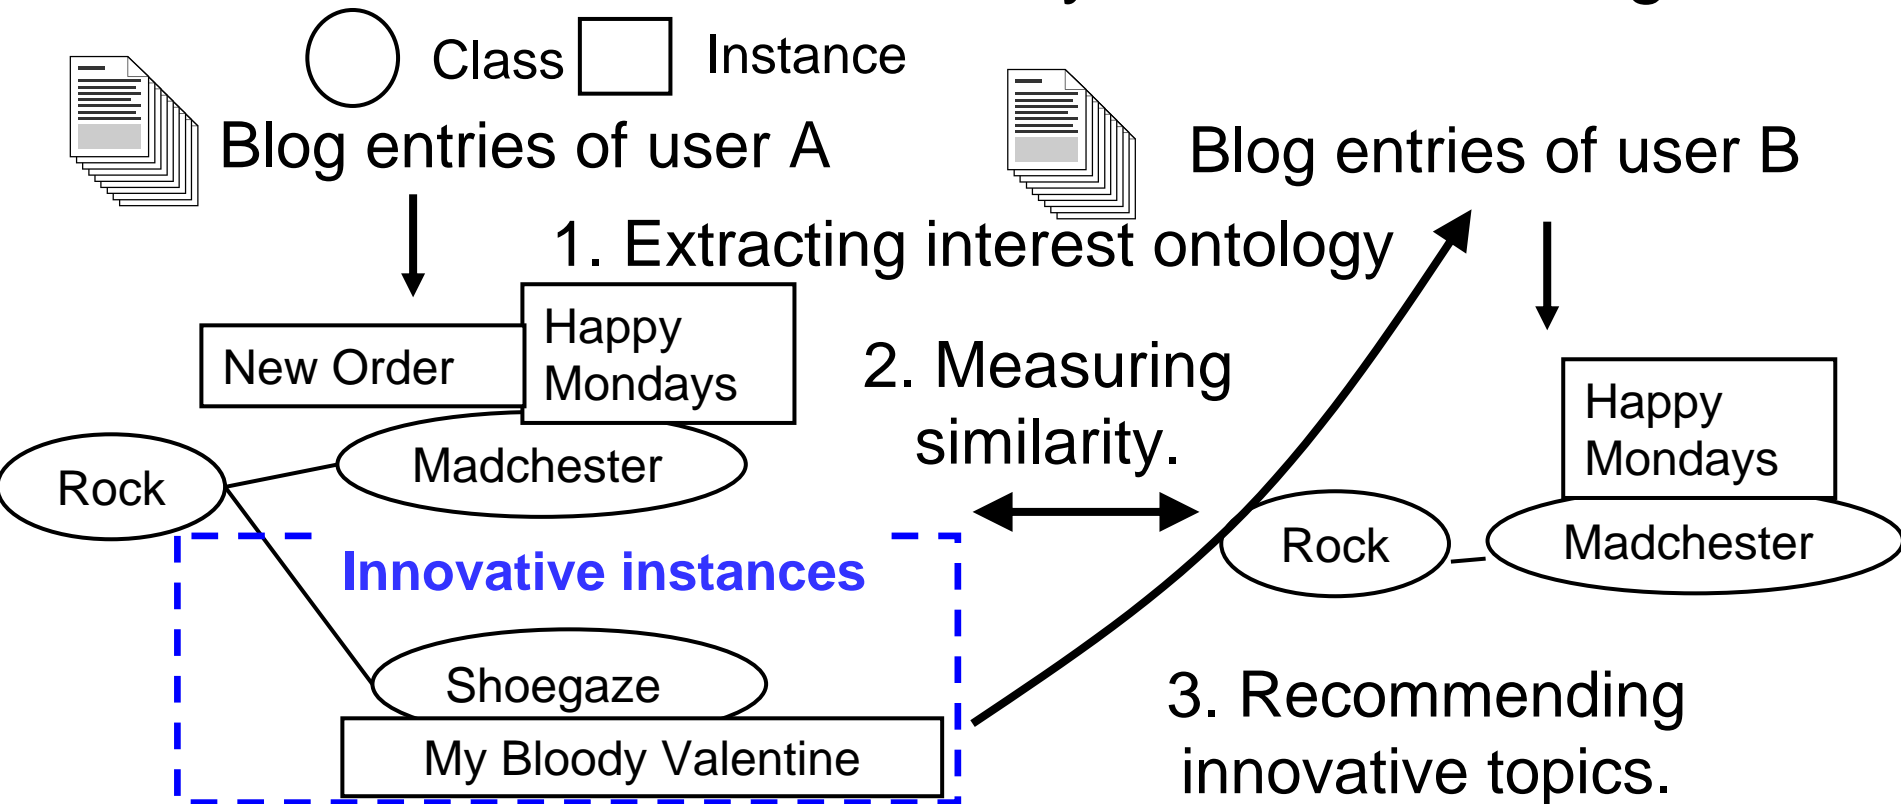 Class
Instance
Blog entries of user A
Blog entries of user B
1. Extracting interest ontology
Happy
Mondays
New Order
2. Measuring
similarity.
Happy
Mondays
Madchester
Rock
Rock
Madchester
Innovative instances
Shoegaze
My Bloody Valentine
3. Recommending
innovative topics.